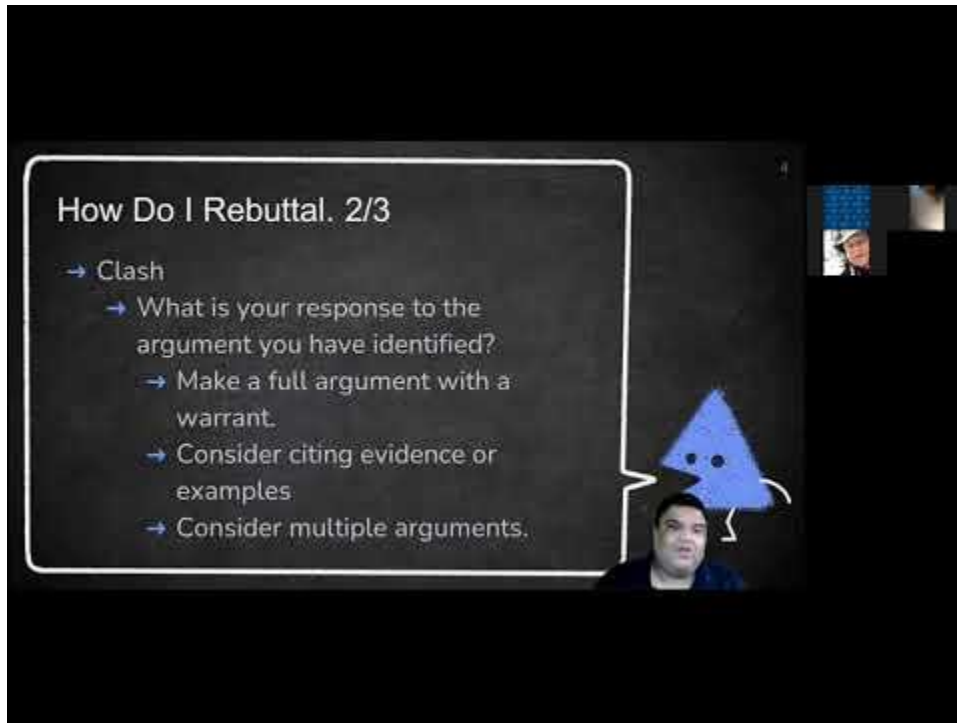 4
How Do I Rebuttal. 2/3
→ Clash
→ What is your response to the
argument you have identified?
→ Make a full argument with a
warrant.
→ Consider citing evidence or
examples
→ Consider multiple arguments.